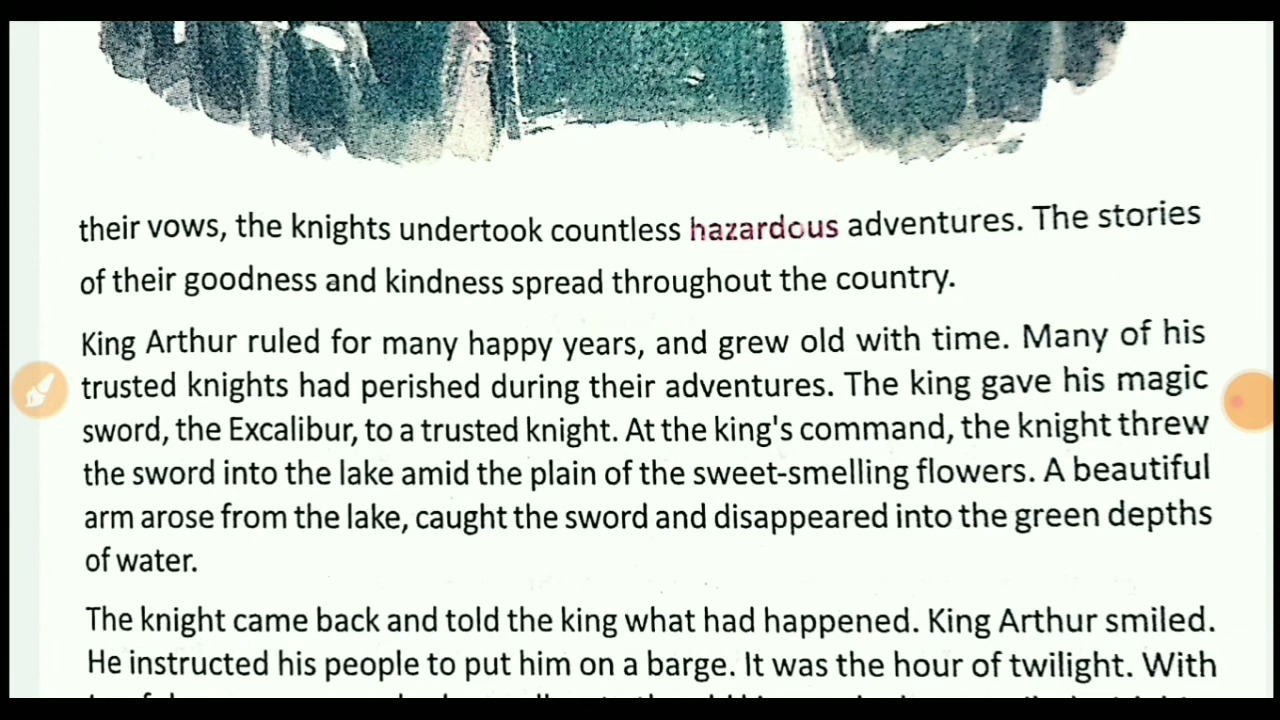 their vows, the knights undertook countless hazardous adventures. The stories
of their goodness and kindness spread throughout the country.
King Arthur ruled for many happy years, and grew old with time. Many of his
trusted knights had perished during their adventures. The king gave his magic
sword, the Excalibur, to a trusted knight. At the king's command, the knight threw
the sword into the lake amid the plain of the sweet-smelling flowers. A beautiful
arm arose from the lake, caught the sword and disappeared into the green depths
of water.
The knight came back and told the king what had happened. King Arthur smiled.
He instructed his people to put him on a barge. It was the hour of twilight. With